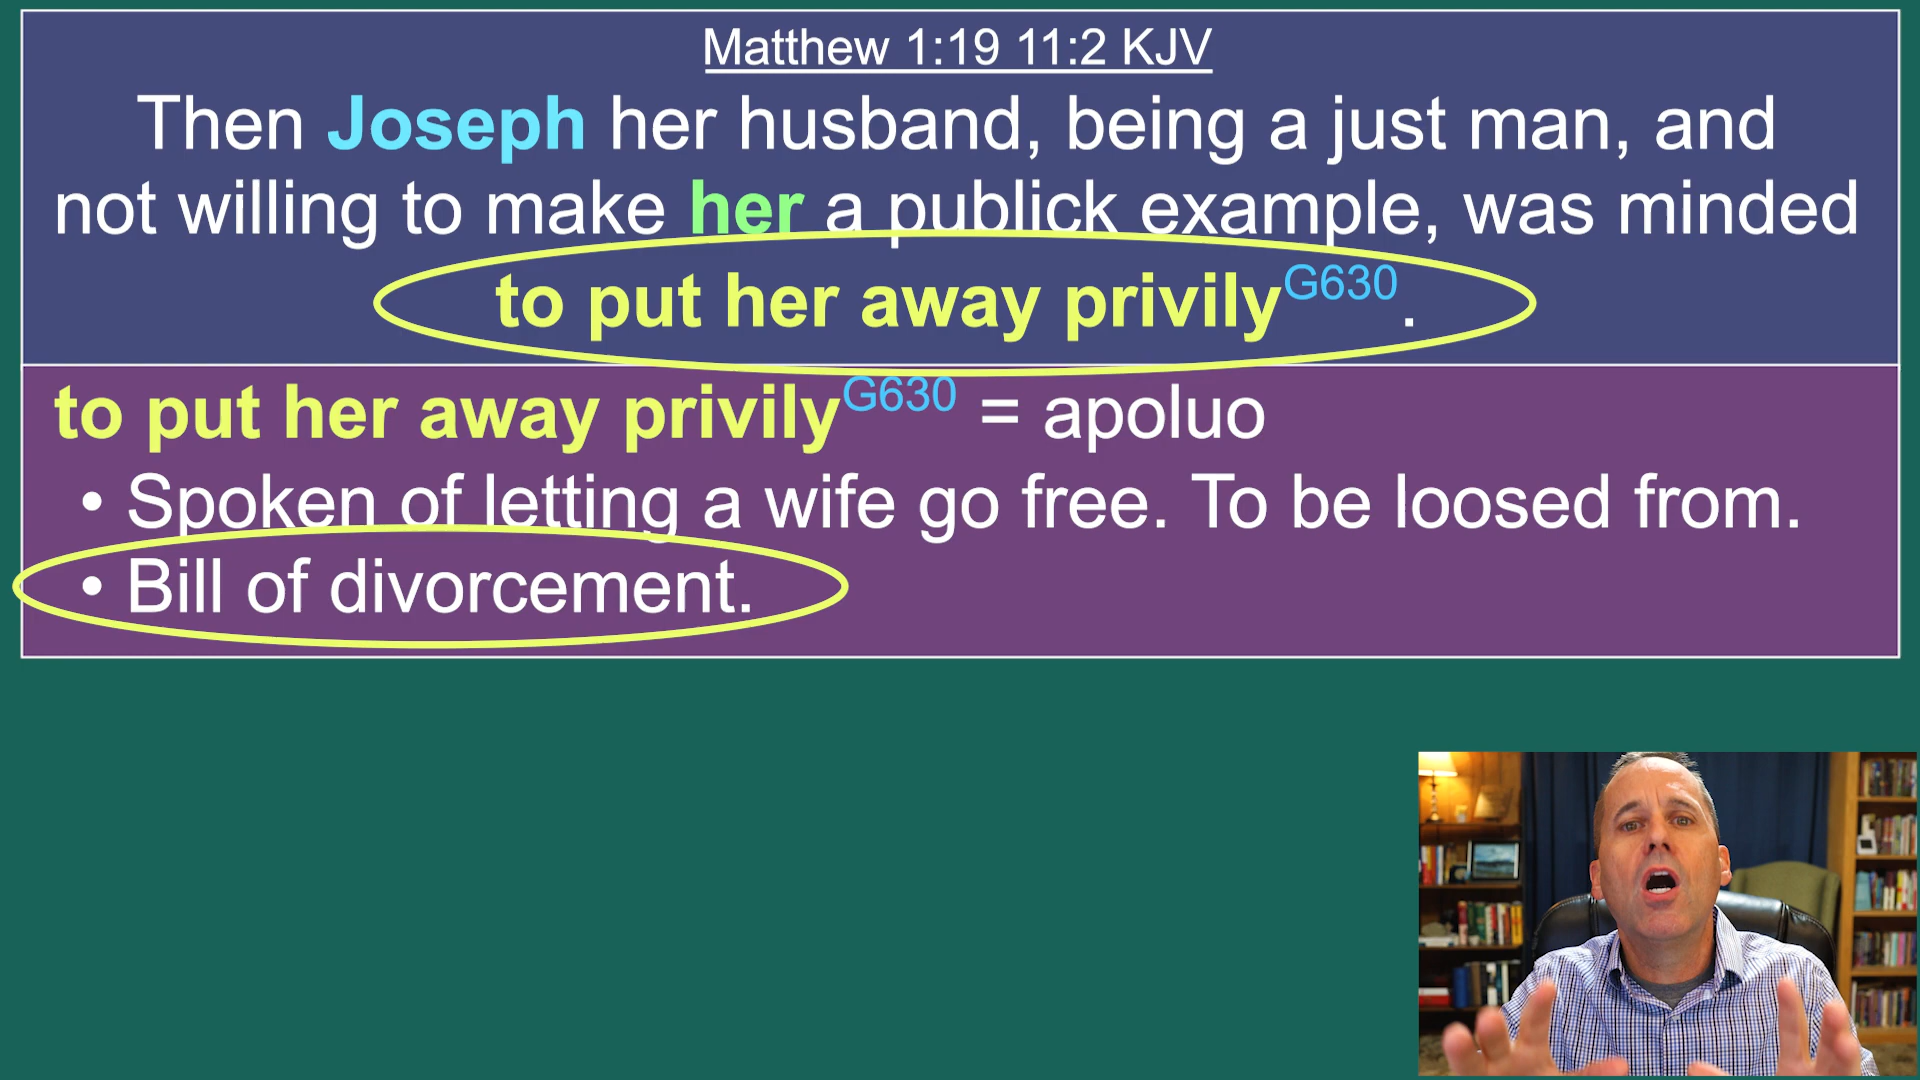 Matthew 1:19 11:2 KJV
Then Joseph her husband, being a just man, and
not willing to make her a publick example, was minded
to put her away privilyG630.
to put her away privilyG630 = apoluo
• Spoken of letting a wife go free. To be loosed from.
• Bill of divorcement.